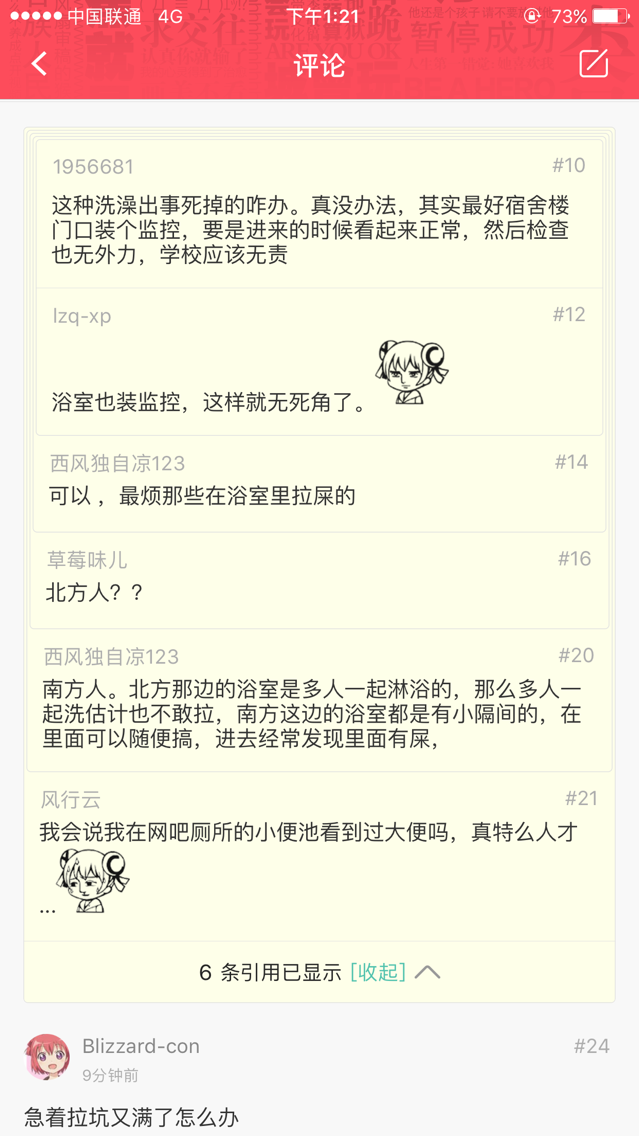 中国联通 4G 下午1:21 73%
评论
1956681 #10
这种洗澡出事死掉的咋办。真没办法，其实最好宿舍楼
门口装个监控，要是进来的时候看起来正常，然后检查
也无外力，学校应该无责
lzq-xp #12
浴室也装监控，这样就无死角了。
西风独自凉123 #14
可以 ，最烦那些在浴室里拉屎的
草莓味儿 #16
北方人？？
西风独自凉123 #20
南方人。北方那边的浴室是多人一起淋浴的，那么多人一
起洗估计也不敢拉，南方这边的浴室都是有小隔间的，在
里面可以随便搞，进去经常发现里面有屎，
风行云 #21
我会说我在网吧厕所的小便池看到过大便吗，真特么人才
...
6 条引用已显示 [收起]
Blizzard-con #24
9分钟前
急着拉坑又满了怎么办